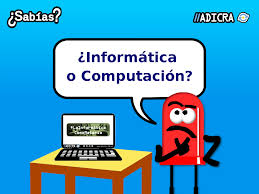 ¿Sabías?
//ADICRA
¿Informática
o Computación?